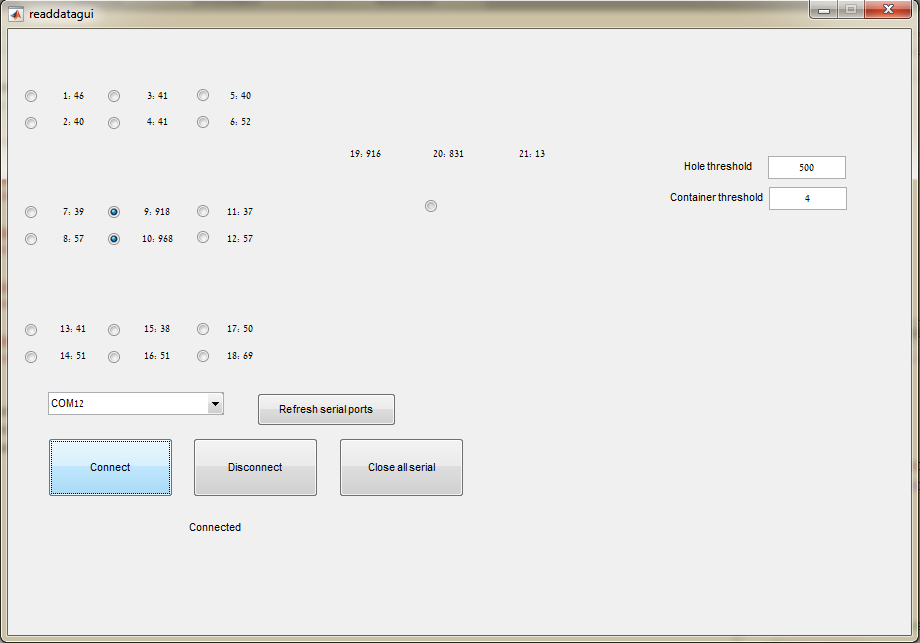 readdatagui
1: 46 3: 41 5: 40
2: 40 4: 41 6: 52
19: 916 20: 831 21: 13
Hole threshold 500
Container threshold 4
7: 39 9: 918 11: 37
8: 57 10: 968 12: 57
13: 41 15: 38 17: 50
14: 51 16: 51 18: 69
COM12 Refresh serial ports
Connect Disconnect Close all serial
Connected